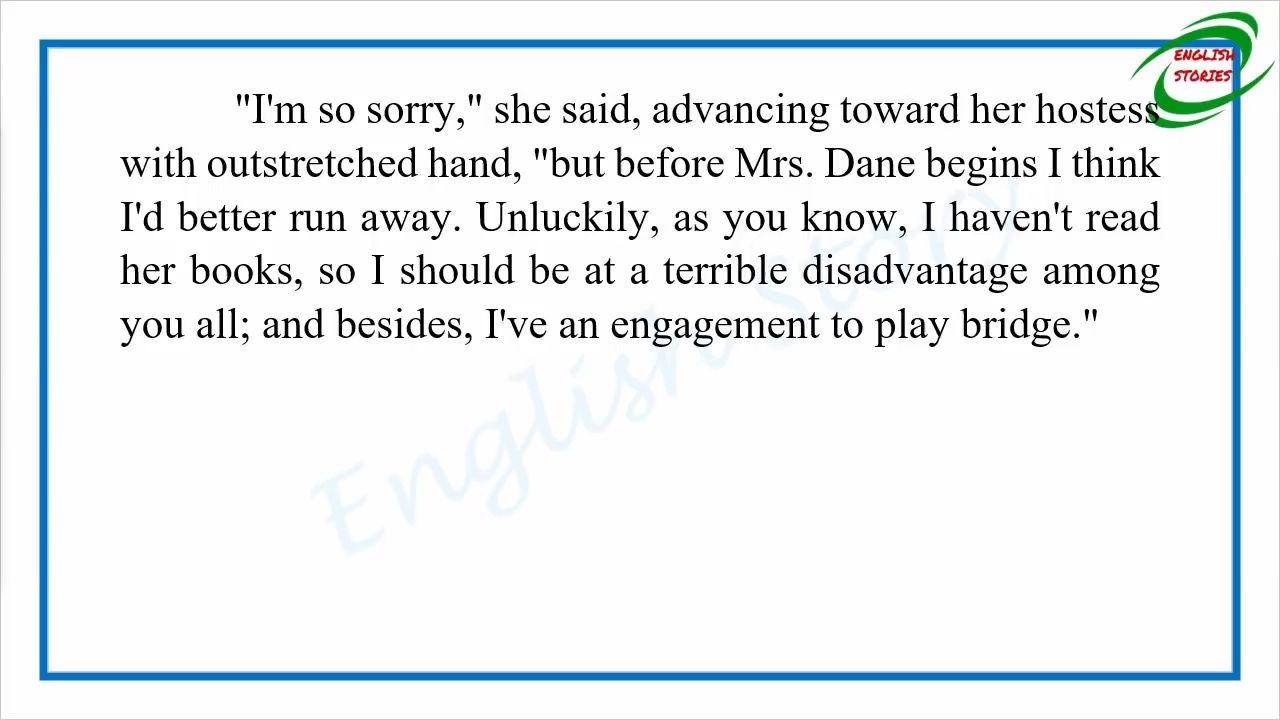 ENGLISH
STORIES
"I'm so sorry," she said, advancing toward her hostess
with outstretched hand, "but before Mrs. Dane begins I think
I'd better run away. Unluckily, as you know, I haven't read
her books, so I should be at a terrible disadvantage among
you all; and besides, I've an engagement to play bridge."
English Story